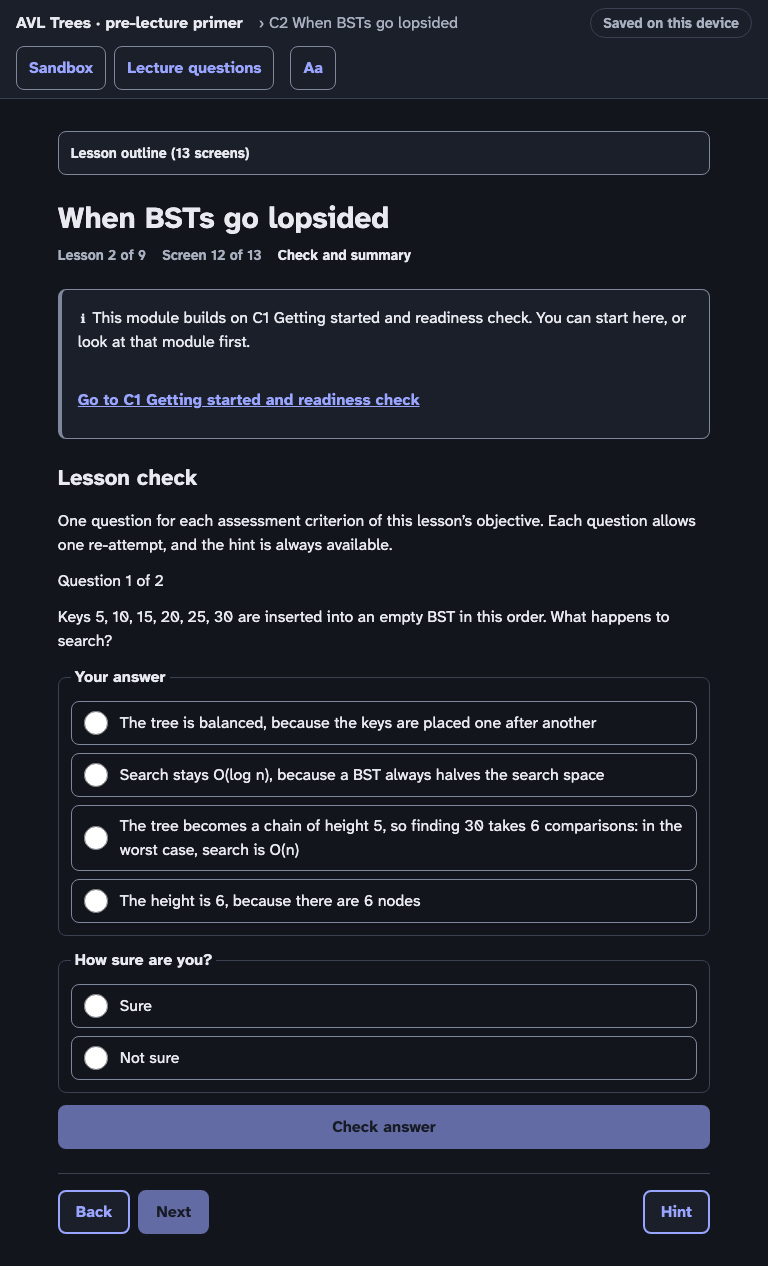 AVL Trees · pre-lecture primer › C2 When BSTs go lopsided
Saved on this device
Sandbox
Lecture questions
Aa
Lesson outline (13 screens)
When BSTs go lopsided
Lesson 2 of 9 Screen 12 of 13 Check and summary
ℹ This module builds on C1 Getting started and readiness check. You can start here, or
look at that module first.
Go to C1 Getting started and readiness check
Lesson check
One question for each assessment criterion of this lesson’s objective. Each question allows
one re-attempt, and the hint is always available.
Question 1 of 2
Keys 5, 10, 15, 20, 25, 30 are inserted into an empty BST in this order. What happens to
search?
Your answer
The tree is balanced, because the keys are placed one after another
Search stays O(log n), because a BST always halves the search space
The tree becomes a chain of height 5, so finding 30 takes 6 comparisons: in the
worst case, search is O(n)
The height is 6, because there are 6 nodes
How sure are you?
Sure
Not sure
Check answer
Back
Next
Hint